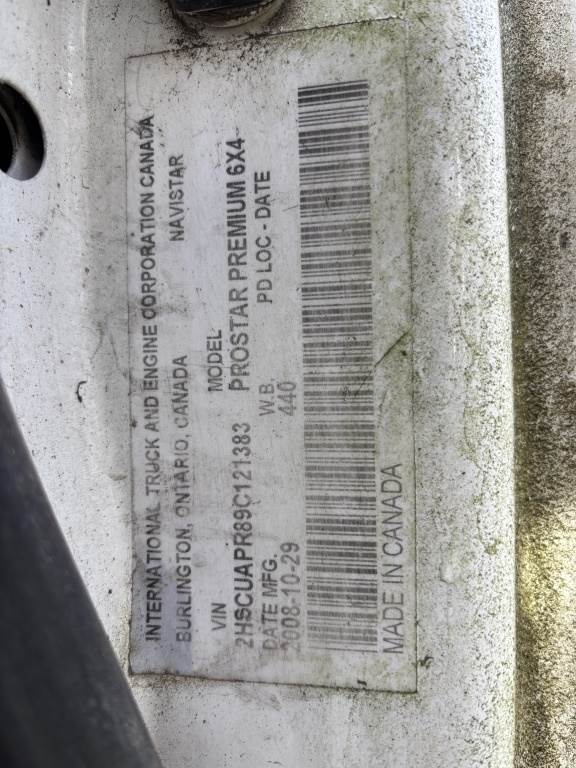 INTERNATIONAL TRUCK AND ENGINE CORPORATION CANADA
BURLINGTON, ONTARIO, CANADA NAVISTAR
VIN MODEL
2HSCUAPR89C121383 PROSTAR PREMIUM 6X4
DATE MFG. W.B. PD LOC - DATE
2008-10-29 440
MADE IN CANADA